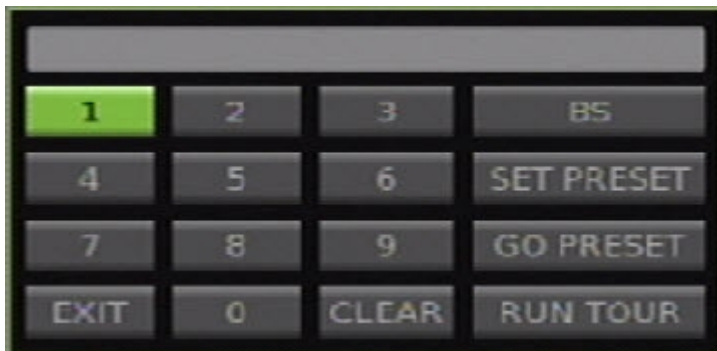 1 2 3 BS
4 5 6 SET PRESET
7 8 9 GO PRESET
EXIT 0 CLEAR RUN TOUR